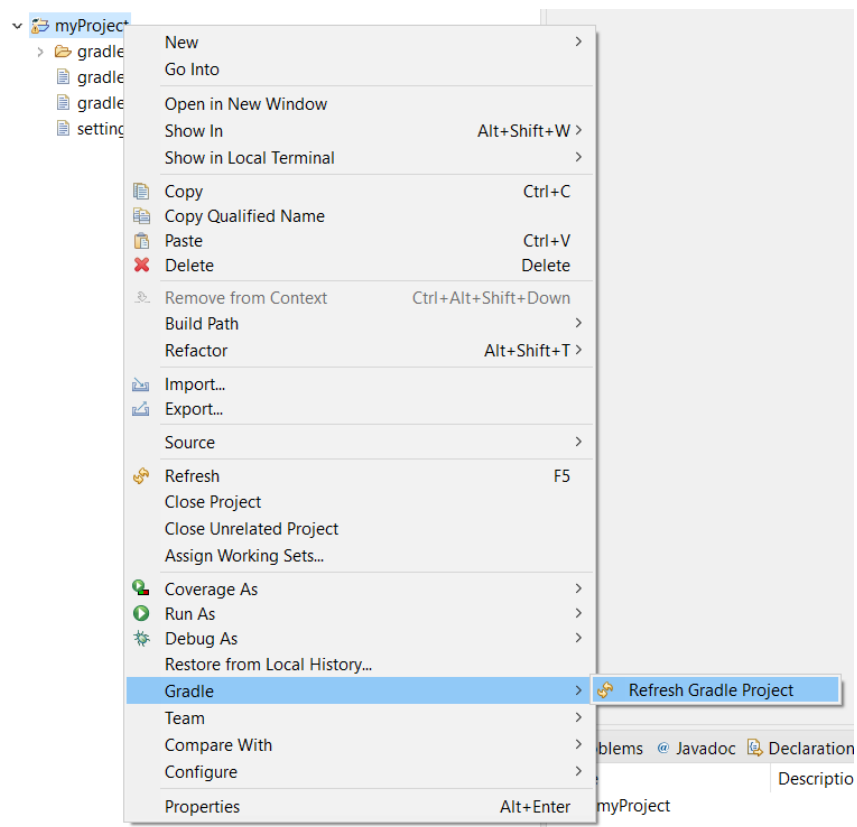 myProject
gradle
gradle
gradle
setting
New
Go Into
Open in New Window
Show In Alt+Shift+W
Show in Local Terminal
Copy Ctrl+C
Copy Qualified Name
Paste Ctrl+V
Delete Delete
Remove from Context Ctrl+Alt+Shift+Down
Build Path
Refactor Alt+Shift+T
Import...
Export...
Source
Refresh F5
Close Project
Close Unrelated Project
Assign Working Sets...
Coverage As
Run As
Debug As
Restore from Local History...
Gradle
Refresh Gradle Project
Team
Compare With
Configure
Properties Alt+Enter
blems @ Javadoc Declaration
Descriptio
myProject